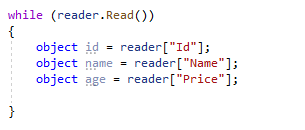 while (reader.Read())
{
object id = reader["Id"];
object name = reader["Name"];
object age = reader["Price"];
}